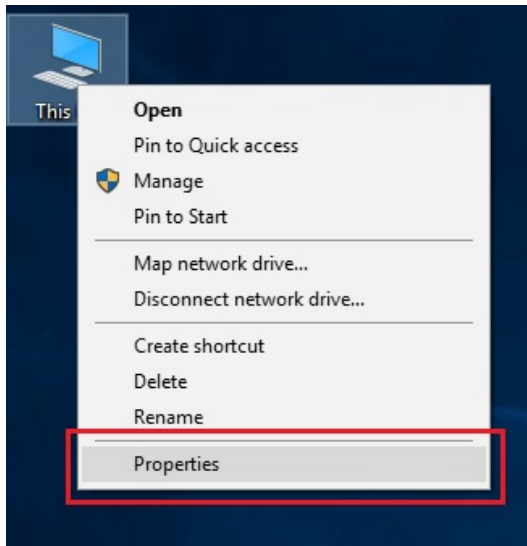 This
Open
Pin to Quick access
Manage
Pin to Start
Map network drive...
Disconnect network drive...
Create shortcut
Delete
Rename
Properties